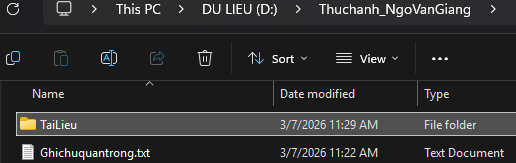 This PC > DU LIEU (D:) > Thuchanh_NgoVanGiang >
Sort View
Name Date modified Type
TaiLieu 3/7/2026 11:29 AM File folder
Ghichuquantrong.txt 3/7/2026 11:22 AM Text Document